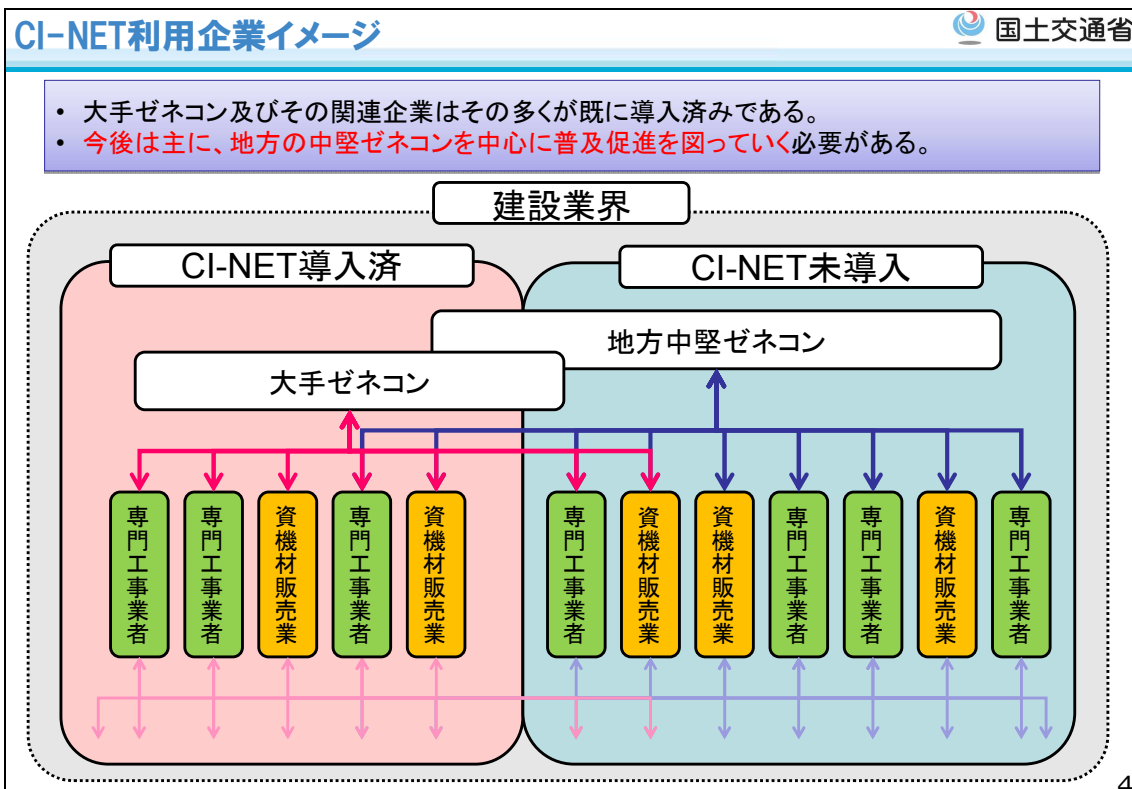 CI-NET利用企業イメージ
国土交通省
• 大手ゼネコン及びその関連企業はその多くが既に導入済みである。
• 今後は主に、地方の中堅ゼネコンを中心に普及促進を図っていく必要がある。
建設業界
CI-NET導入済
CI-NET未導入
地方中堅ゼネコン
大手ゼネコン
専門工事業者
専門工事業者
資機材販売業
専門工事業者
資機材販売業
専門工事業者
資機材販売業
資機材販売業
専門工事業者
専門工事業者
資機材販売業
専門工事業者
4